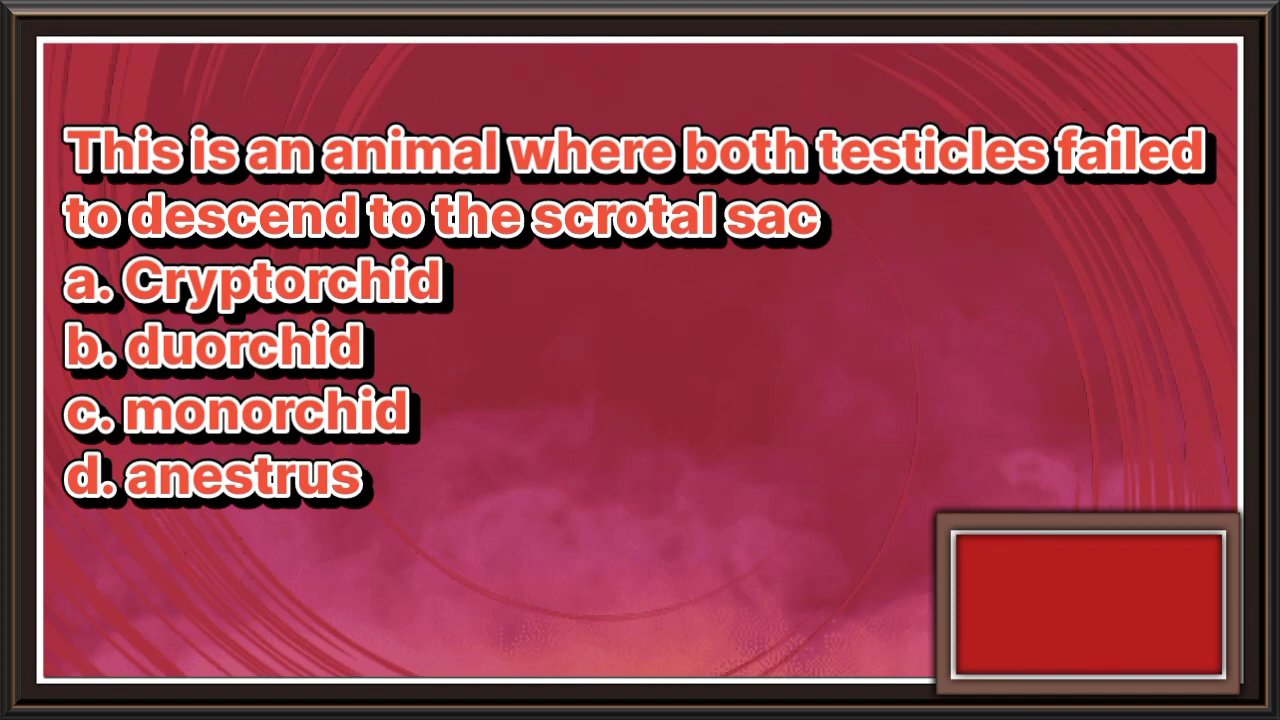 This is an animal where both testicles failed
to descend to the scrotal sac
a. Cryptorchid
b. duorchid
c. monorchid
d. anestrus